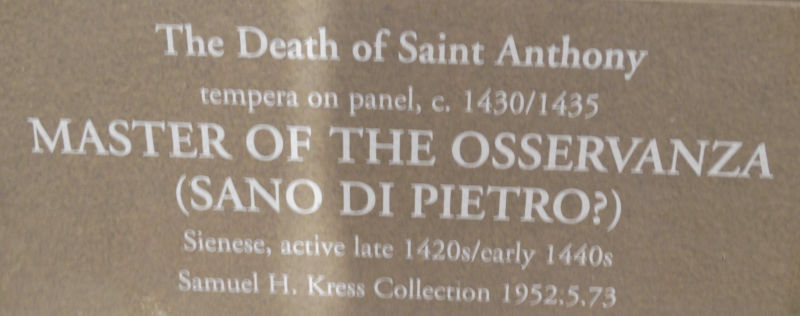 The Death of Saint Anthony
tempera on panel, c. 1430/1435
MASTER OF THE OSSERVANZA
(SANO DI PIETRO?)
Sienese, active late 1420s/early 1440s
Samuel H. Kress Collection 1952.5.73